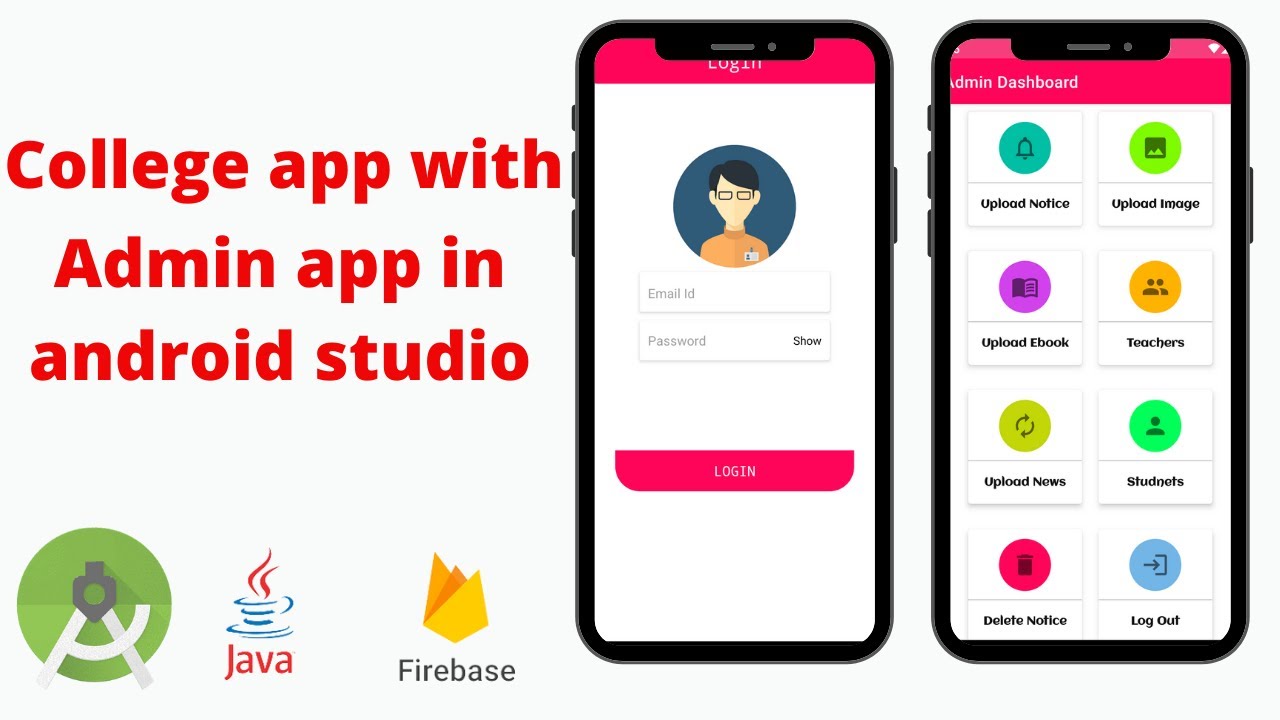 College app with
Admin app in
android studio
Java
Firebase
Login
Email Id
Password Show
LOGIN
Admin Dashboard
Upload Notice Upload Image
Upload Ebook Teachers
Upload News Studnets
Delete Notice Log Out